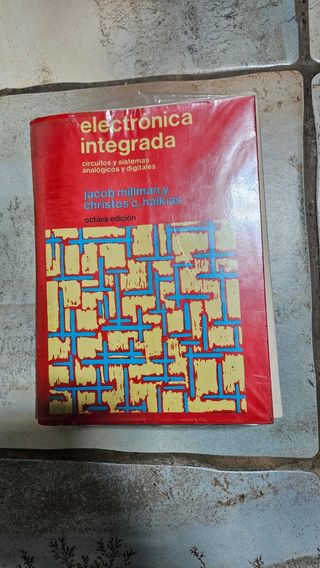 electrónica
integrada
circuitos y sistemas
analógicos y digitales
jacob millman y
christos c. halkias
octava edición